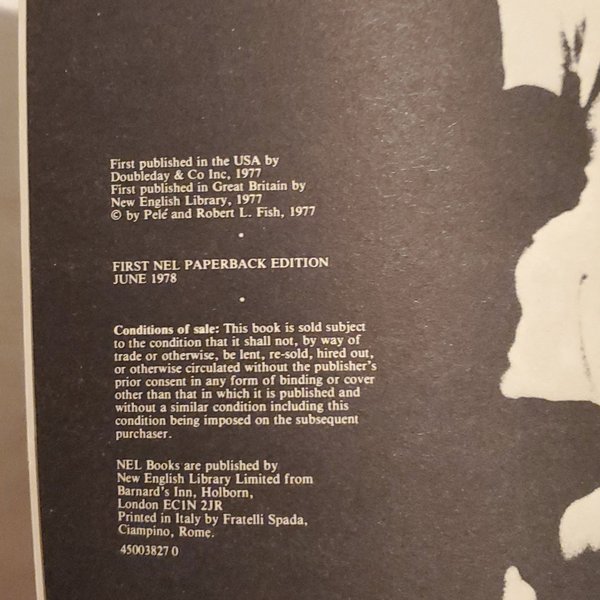 First published in the USA by
Doubleday & Co Inc, 1977
First published in Great Britain by
New English Library, 1977
© by Pelé and Robert L. Fish, 1977
•
FIRST NEL PAPERBACK EDITION
JUNE 1978
•
Conditions of sale: This book is sold subject
to the condition that it shall not, by way of
trade or otherwise, be lent, re-sold, hired out,
or otherwise circulated without the publisher's
prior consent in any form of binding or cover
other than that in which it is published and
without a similar condition including this
condition being imposed on the subsequent
purchaser.
NEL Books are published by
New English Library Limited from
Barnard's Inn, Holborn,
London EC1N 2JR
Printed in Italy by Fratelli Spada,
Ciampino, Rome.
45003827 0